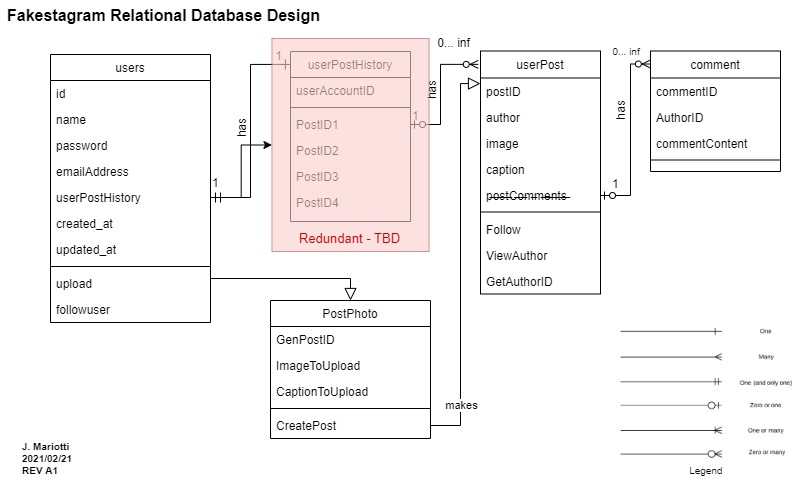 Fakestagram Relational Database Design
users
id
name
password
emailAddress
userPostHistory
created_at
updated_at
upload
followuser
1
has
1
userPostHistory
userAccountID
PostID1
PostID2
PostID3
PostID4
Redundant - TBD
1
has
0... inf
userPost
postID
author
image
caption
postComments
Follow
ViewAuthor
GetAuthorID
1
has
0... inf
comment
commentID
AuthorID
commentContent
PostPhoto
GenPostID
ImageToUpload
CaptionToUpload
CreatePost
makes
One
Many
One (and only one)
Zero or one
One or many
Zero or many
Legend
J. Mariotti
2021/02/21
REV A1